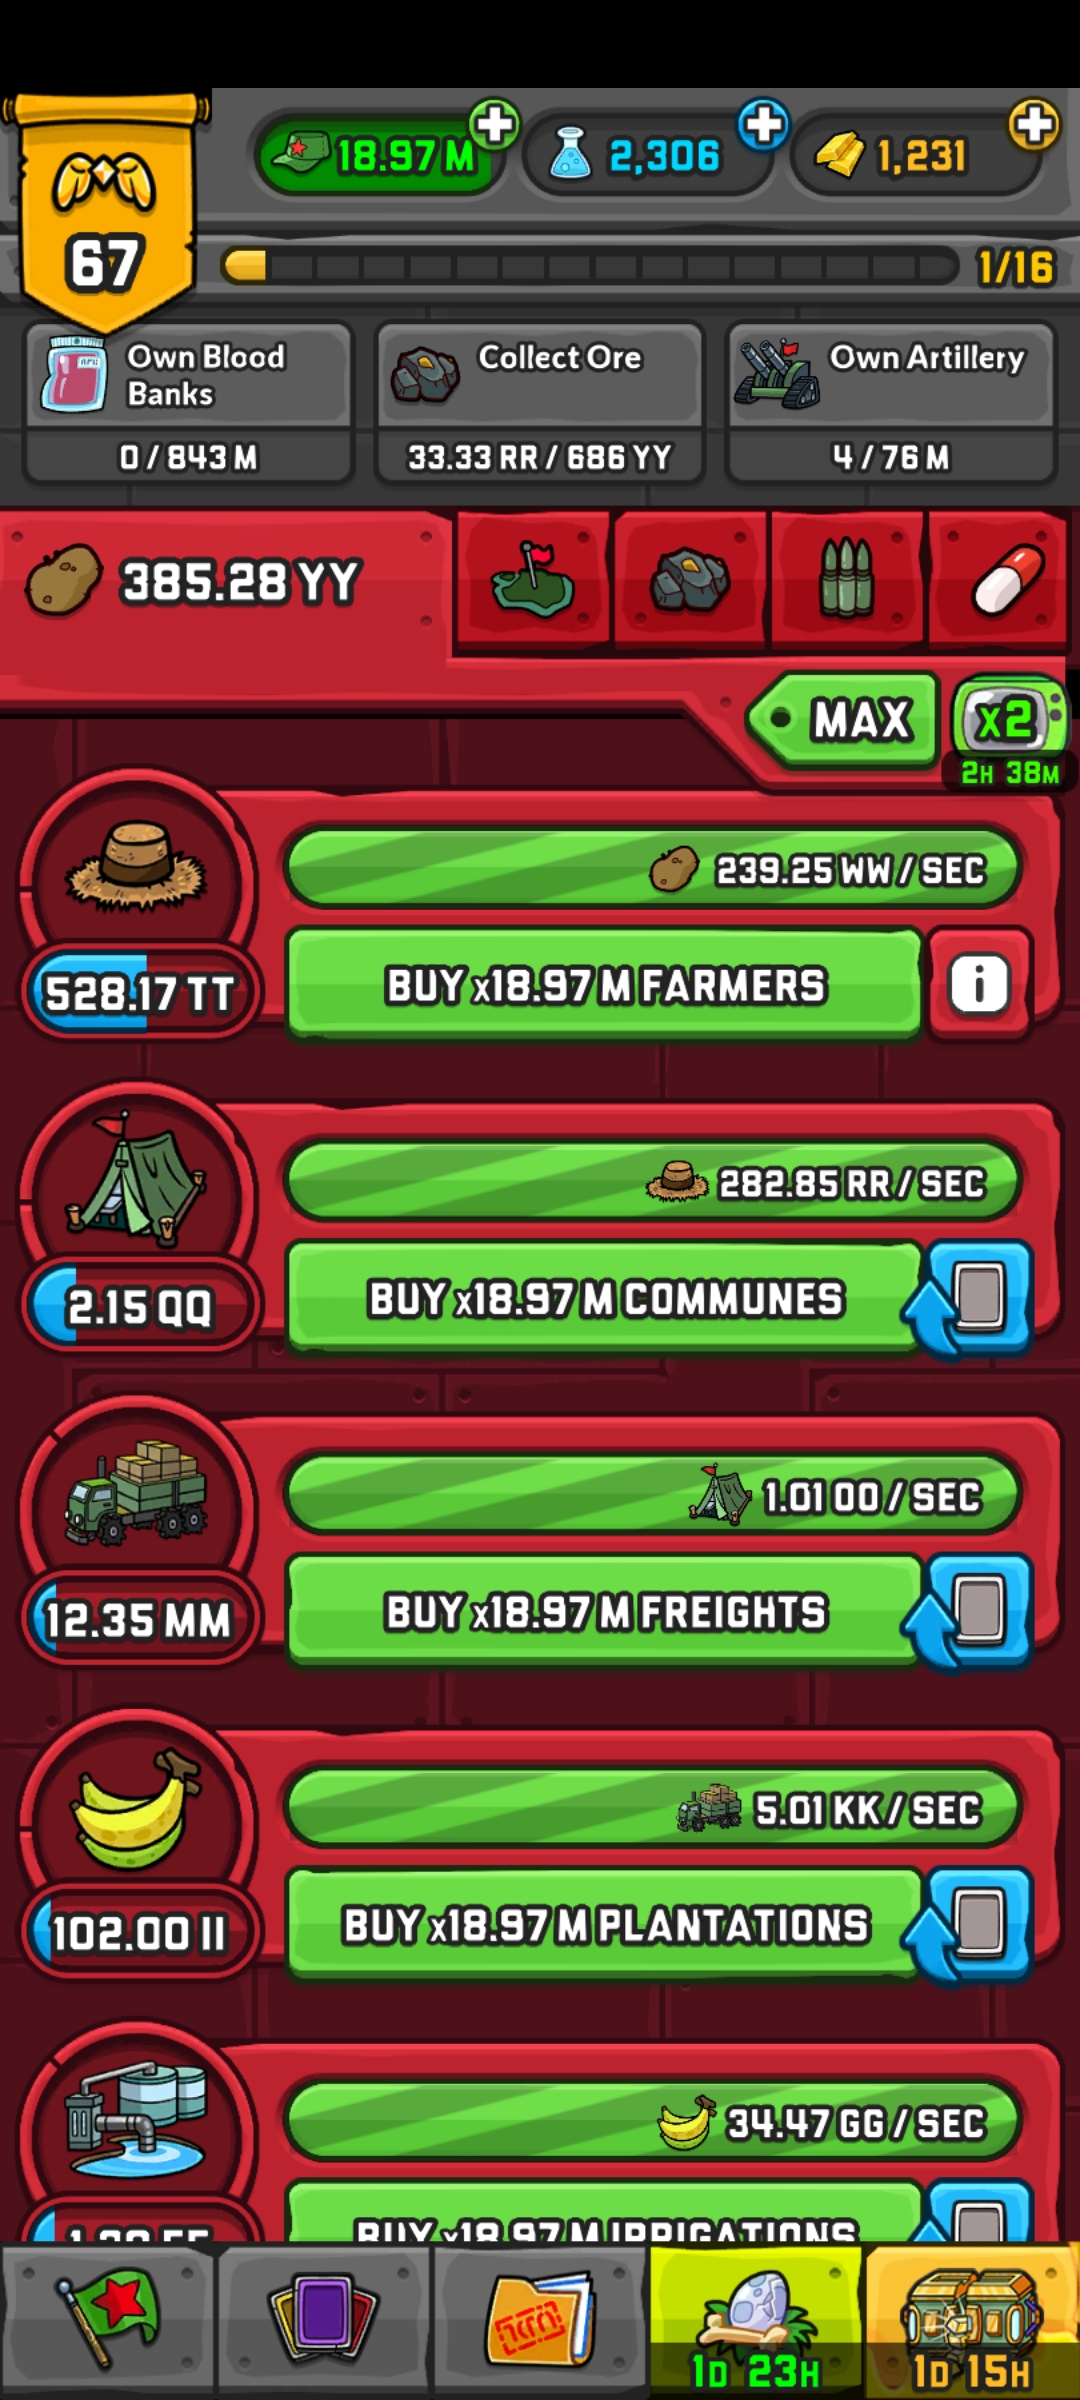 18.97 M
2,306
1,231
67
1/16
Own Blood Banks
Collect Ore
Own Artillery
0 / 843 M
33.33 RR / 686 YY
4 / 76 M
385.28 YY
MAX
x2
2H 38M
239.25 WW / SEC
528.17 TT
BUY x18.97 M FARMERS
i
282.85 RR / SEC
2.15 QQ
BUY x18.97 M COMMUNES
1.01 OO / SEC
12.35 MM
BUY x18.97 M FREIGHTS
5.01 KK / SEC
102.00 II
BUY x18.97 M PLANTATIONS
34.47 GG / SEC
BUY x18.97 M IRRIGATIONS
1D 23H
1D 15H